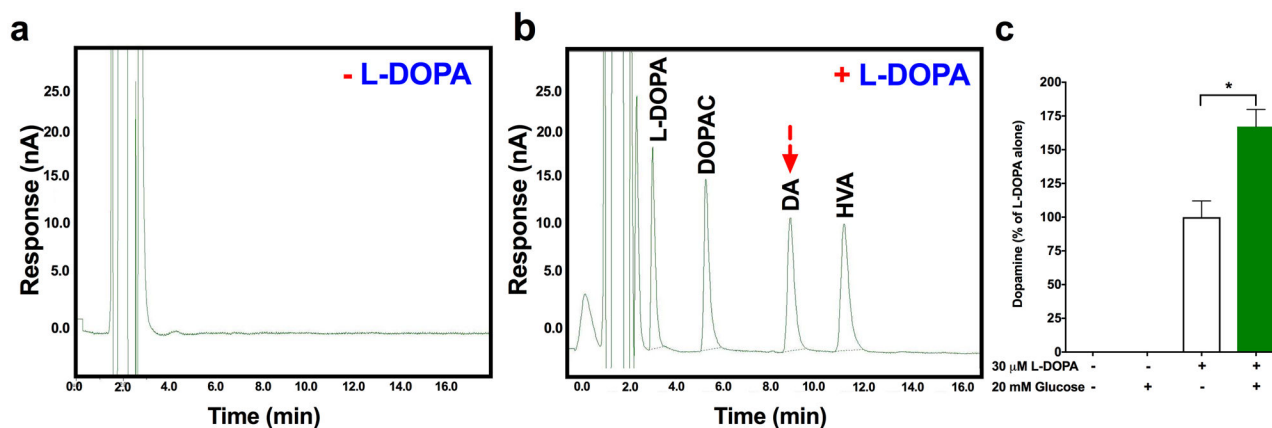 a
- L-DOPA
Response (nA)
25.0
20.0
15.0
10.0
5.0
0.0
0.0 2.0 4.0 6.0 8.0 10.0 12.0 14.0 16.0
Time (min)
b
+ L-DOPA
Response (nA)
25.0
20.0
15.0
10.0
5.0
0.0
L-DOPA
DOPAC
DA
HVA
0.0 2.0 4.0 6.0 8.0 10.0 12.0 14.0 16.0
Time (min)
c
Dopamine (% of L-DOPA alone)
200
175
150
125
100
75
50
25
0
*
30 μM L-DOPA - - + +
20 mM Glucose - + - +